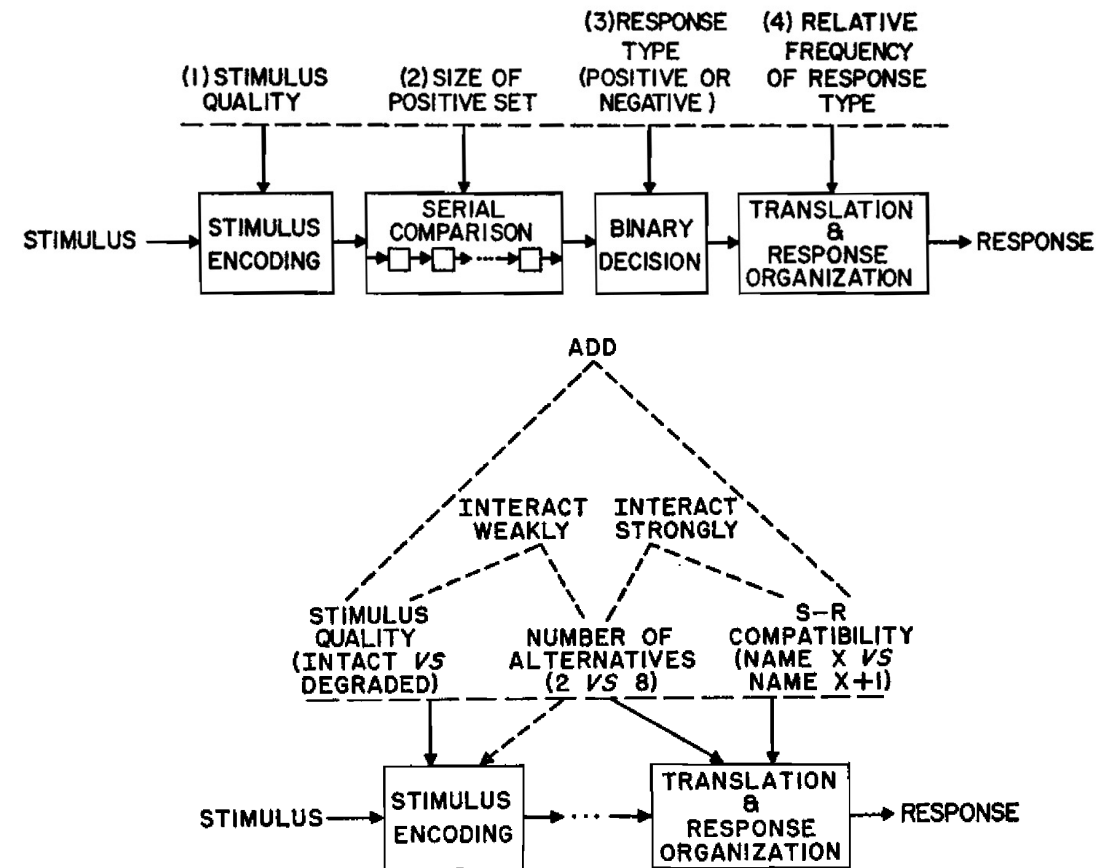 (1) STIMULUS
QUALITY
(2) SIZE OF
POSITIVE SET
(3) RESPONSE
TYPE
(POSITIVE OR
NEGATIVE)
(4) RELATIVE
FREQUENCY
OF RESPONSE
TYPE
STIMULUS
STIMULUS
ENCODING
SERIAL
COMPARISON
BINARY
DECISION
TRANSLATION
&
RESPONSE
ORGANIZATION
RESPONSE
ADD
INTERACT
WEAKLY
INTERACT
STRONGLY
STIMULUS
QUALITY
(INTACT VS
DEGRADED)
NUMBER OF
ALTERNATIVES
(2 VS 8)
S-R
COMPATIBILITY
(NAME X VS
NAME X+1)
STIMULUS
STIMULUS
ENCODING
...
TRANSLATION
&
RESPONSE
ORGANIZATION
RESPONSE